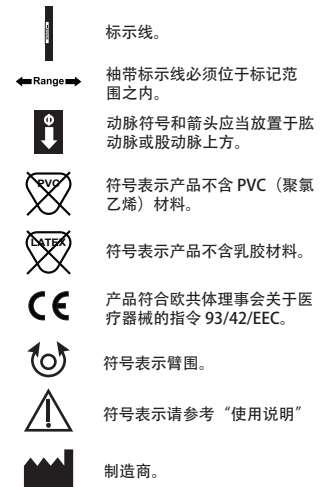 标示线。
Range
袖带标示线必须位于标记范
围之内。
Φ
动脉符号和箭头应当放置于肱
动脉或股动脉上方。
PVC
符号表示产品不含 PVC（聚氯
乙烯）材料。
LATEX
符号表示产品不含乳胶材料。
CE
产品符合欧共体理事会关于医
疗器械的指令 93/42/EEC。
符号表示臂围。
符号表示请参考“使用说明”
制造商。